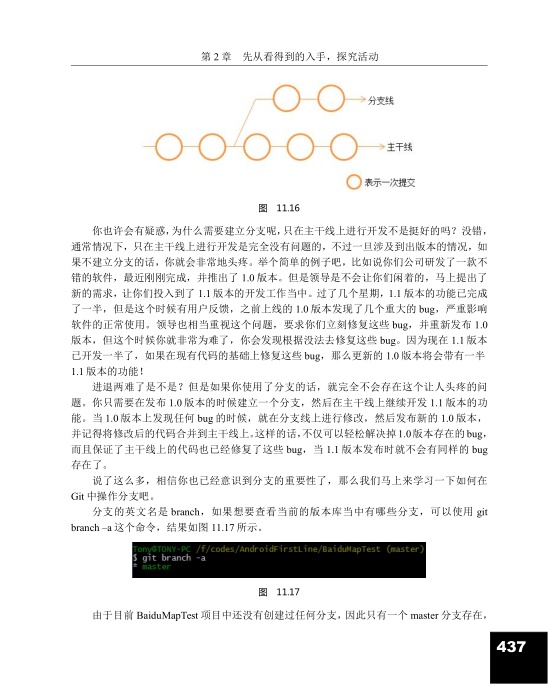 第 2 章　先从看得到的入手，探究活动
分支线
主干线
表示一次提交
图　11.16
你也许会有疑惑，为什么需要建立分支呢，只在主干线上进行开发不是挺好的吗？没错，
通常情况下，只在主干线上进行开发是完全没有问题的，不过一旦涉及到出版本的情况，如
果不建立分支的话，你就会非常地头疼。举个简单的例子吧，比如说你们公司研发了一款不
错的软件，最近刚刚完成，并推出了 1.0 版本。但是领导是不会让你们闲着的，马上提出了
新的需求，让你们投入到了 1.1 版本的开发工作当中。过了几个星期，1.1 版本的功能已完成
了一半，但是这个时候有用户反馈，之前上线的 1.0 版本发现了几个重大的 bug，严重影响
软件的正常使用。领导也相当重视这个问题，要求你们立刻修复这些 bug，并重新发布 1.0
版本，但这个时候你就非常为难了，你会发现根据没法去修复这些 bug。因为现在 1.1 版本
已开发一半了，如果在现有代码的基础上修复这些 bug，那么更新的 1.0 版本将会带有一半
1.1 版本的功能！
进退两难了是不是？但是如果你使用了分支的话，就完全不会存在这个让人头疼的问
题。你只需要在发布 1.0 版本的时候建立一个分支，然后在主干线上继续开发 1.1 版本的功
能。当 1.0 版本上发现任何 bug 的时候，就在分支线上进行修改，然后发布新的 1.0 版本，
并记得将修改后的代码合并到主干线上。这样的话，不仅可以轻松解决掉 1.0 版本存在的 bug，
而且保证了主干线上的代码也已经修复了这些 bug，当 1.1 版本发布时就不会有同样的 bug
存在了。
说了这么多，相信你也已经意识到分支的重要性了，那么我们马上来学习一下如何在
Git 中操作分支吧。
分支的英文名是 branch，如果想要查看当前的版本库当中有哪些分支，可以使用 git
branch –a 这个命令，结果如图 11.17 所示。
Tony@TONY-PC /f/codes/AndroidFirstLine/BaiduMapTest (master)
$ git branch -a
* master
图　11.17
由于目前 BaiduMapTest 项目中还没有创建过任何分支，因此只有一个 master 分支存在，
437